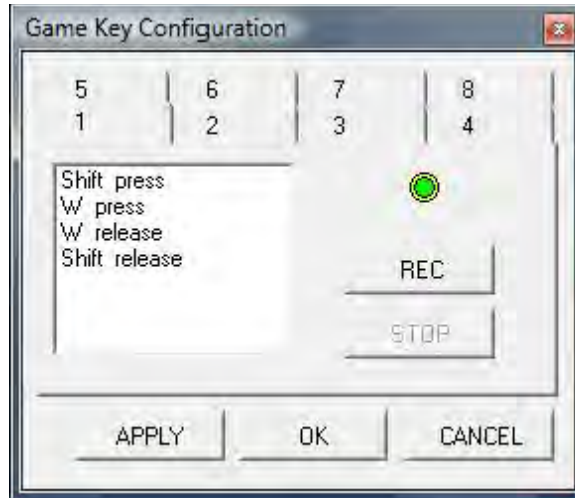 Game Key Configuration
5 6 7 8
1 2 3 4
Shift press
W press
W release
Shift release
REC
STOP
APPLY OK CANCEL